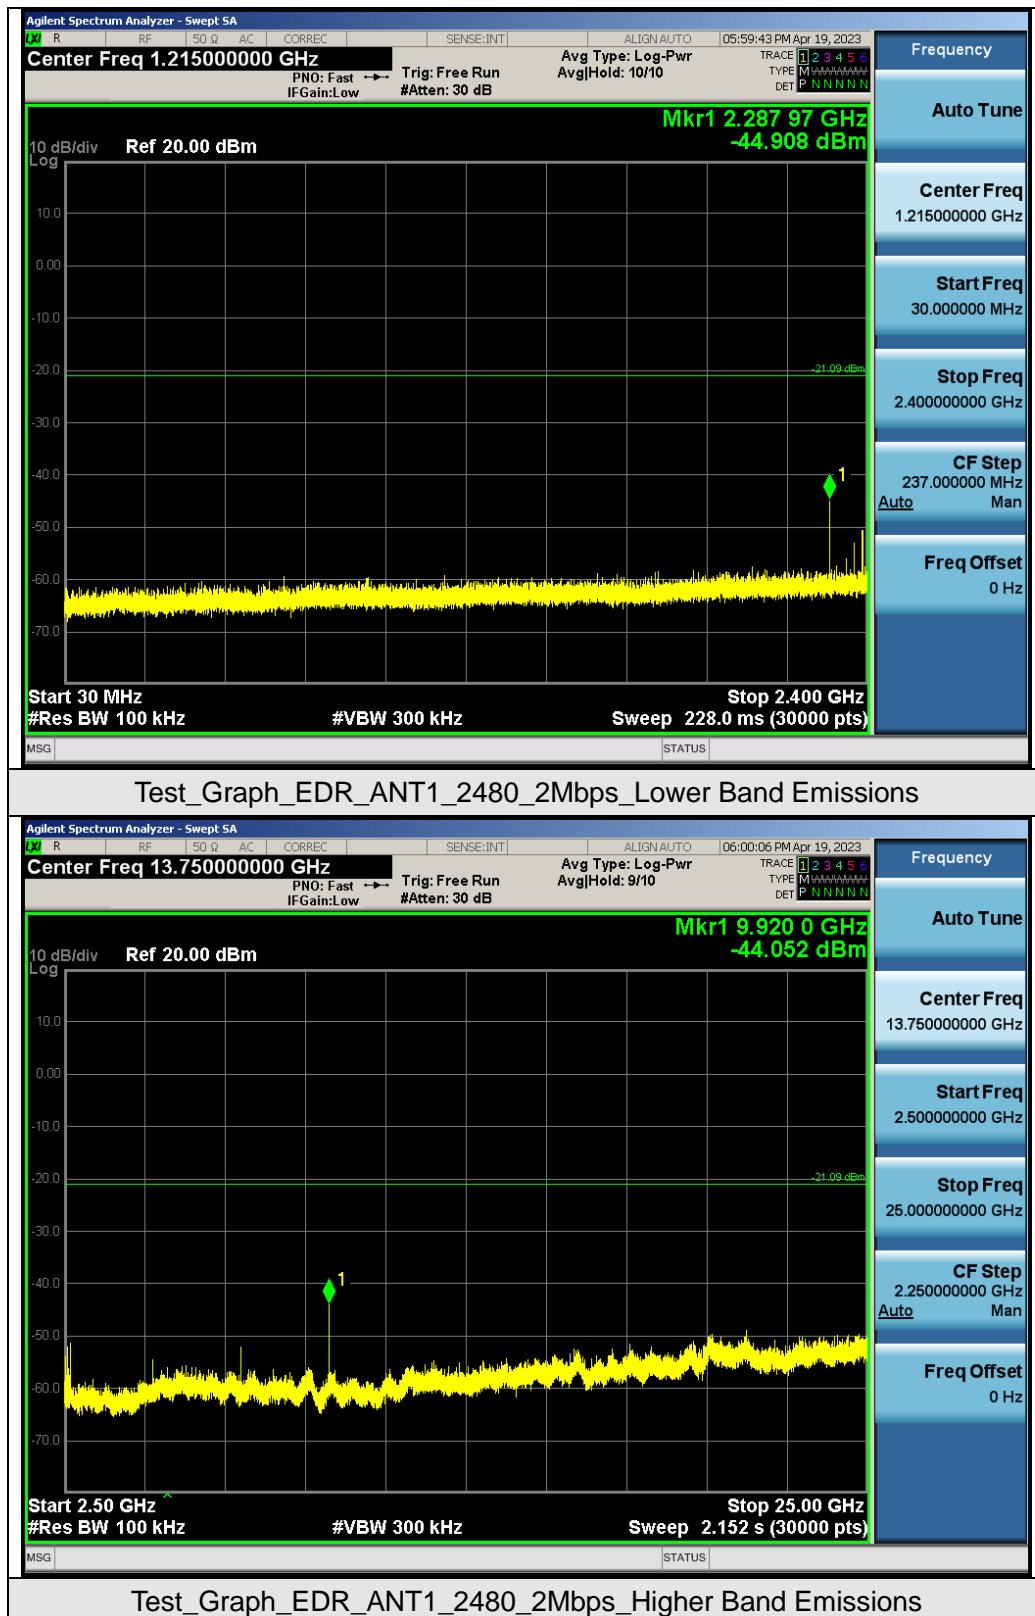 Agilent Spectrum Analyzer - Swept SA
LXI R RF 50 Ω AC CORREC SENSE:INT ALIGN AUTO 05:59:43 PM Apr 19, 2023
Center Freq 1.215000000 GHz
PNO: Fast Trig: Free Run
IFGain:Low #Atten: 30 dB
Avg Type: Log-Pwr
Avg|Hold: 10/10
TRACE 1 2 3 4 5 6
TYPE M
DET P N N N N N
Mkr1 2.287 97 GHz
-44.908 dBm
10 dB/div Ref 20.00 dBm
Log
10.0
0.00
-10.0
-20.0
-21.09 dBm
-30.0
-40.0
1
-50.0
-60.0
-70.0
Start 30 MHz Stop 2.400 GHz
#Res BW 100 kHz #VBW 300 kHz Sweep 228.0 ms (30000 pts)
MSG STATUS
Frequency
Auto Tune
Center Freq
1.215000000 GHz
Start Freq
30.000000 MHz
Stop Freq
2.400000000 GHz
CF Step
237.000000 MHz
Auto Man
Freq Offset
0 Hz
Test_Graph_EDR_ANT1_2480_2Mbps_Lower Band Emissions
Agilent Spectrum Analyzer - Swept SA
LXI R RF 50 Ω AC CORREC SENSE:INT ALIGN AUTO 06:00:06 PM Apr 19, 2023
Center Freq 13.750000000 GHz
PNO: Fast Trig: Free Run
IFGain:Low #Atten: 30 dB
Avg Type: Log-Pwr
Avg|Hold: 9/10
TRACE 1 2 3 4 5 6
TYPE M
DET P N N N N N
Mkr1 9.920 0 GHz
-44.052 dBm
10 dB/div Ref 20.00 dBm
Log
10.0
0.00
-10.0
-20.0
-21.09 dBm
-30.0
-40.0
1
-50.0
-60.0
-70.0
Start 2.50 GHz Stop 25.00 GHz
#Res BW 100 kHz #VBW 300 kHz Sweep 2.152 s (30000 pts)
MSG STATUS
Frequency
Auto Tune
Center Freq
13.750000000 GHz
Start Freq
2.500000000 GHz
Stop Freq
25.000000000 GHz
CF Step
2.250000000 GHz
Auto Man
Freq Offset
0 Hz
Test_Graph_EDR_ANT1_2480_2Mbps_Higher Band Emissions